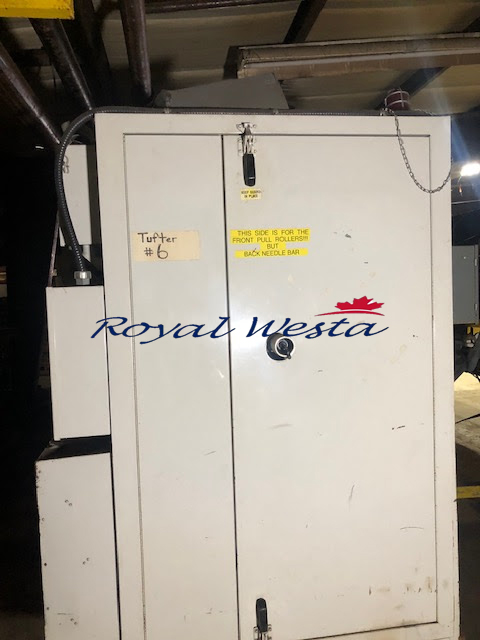 Tufter
#6
THIS SIDE IS FOR THE
FRONT PULL ROLLERS!!!
BUT
BACK NEEDLE BAR
Royal Westa